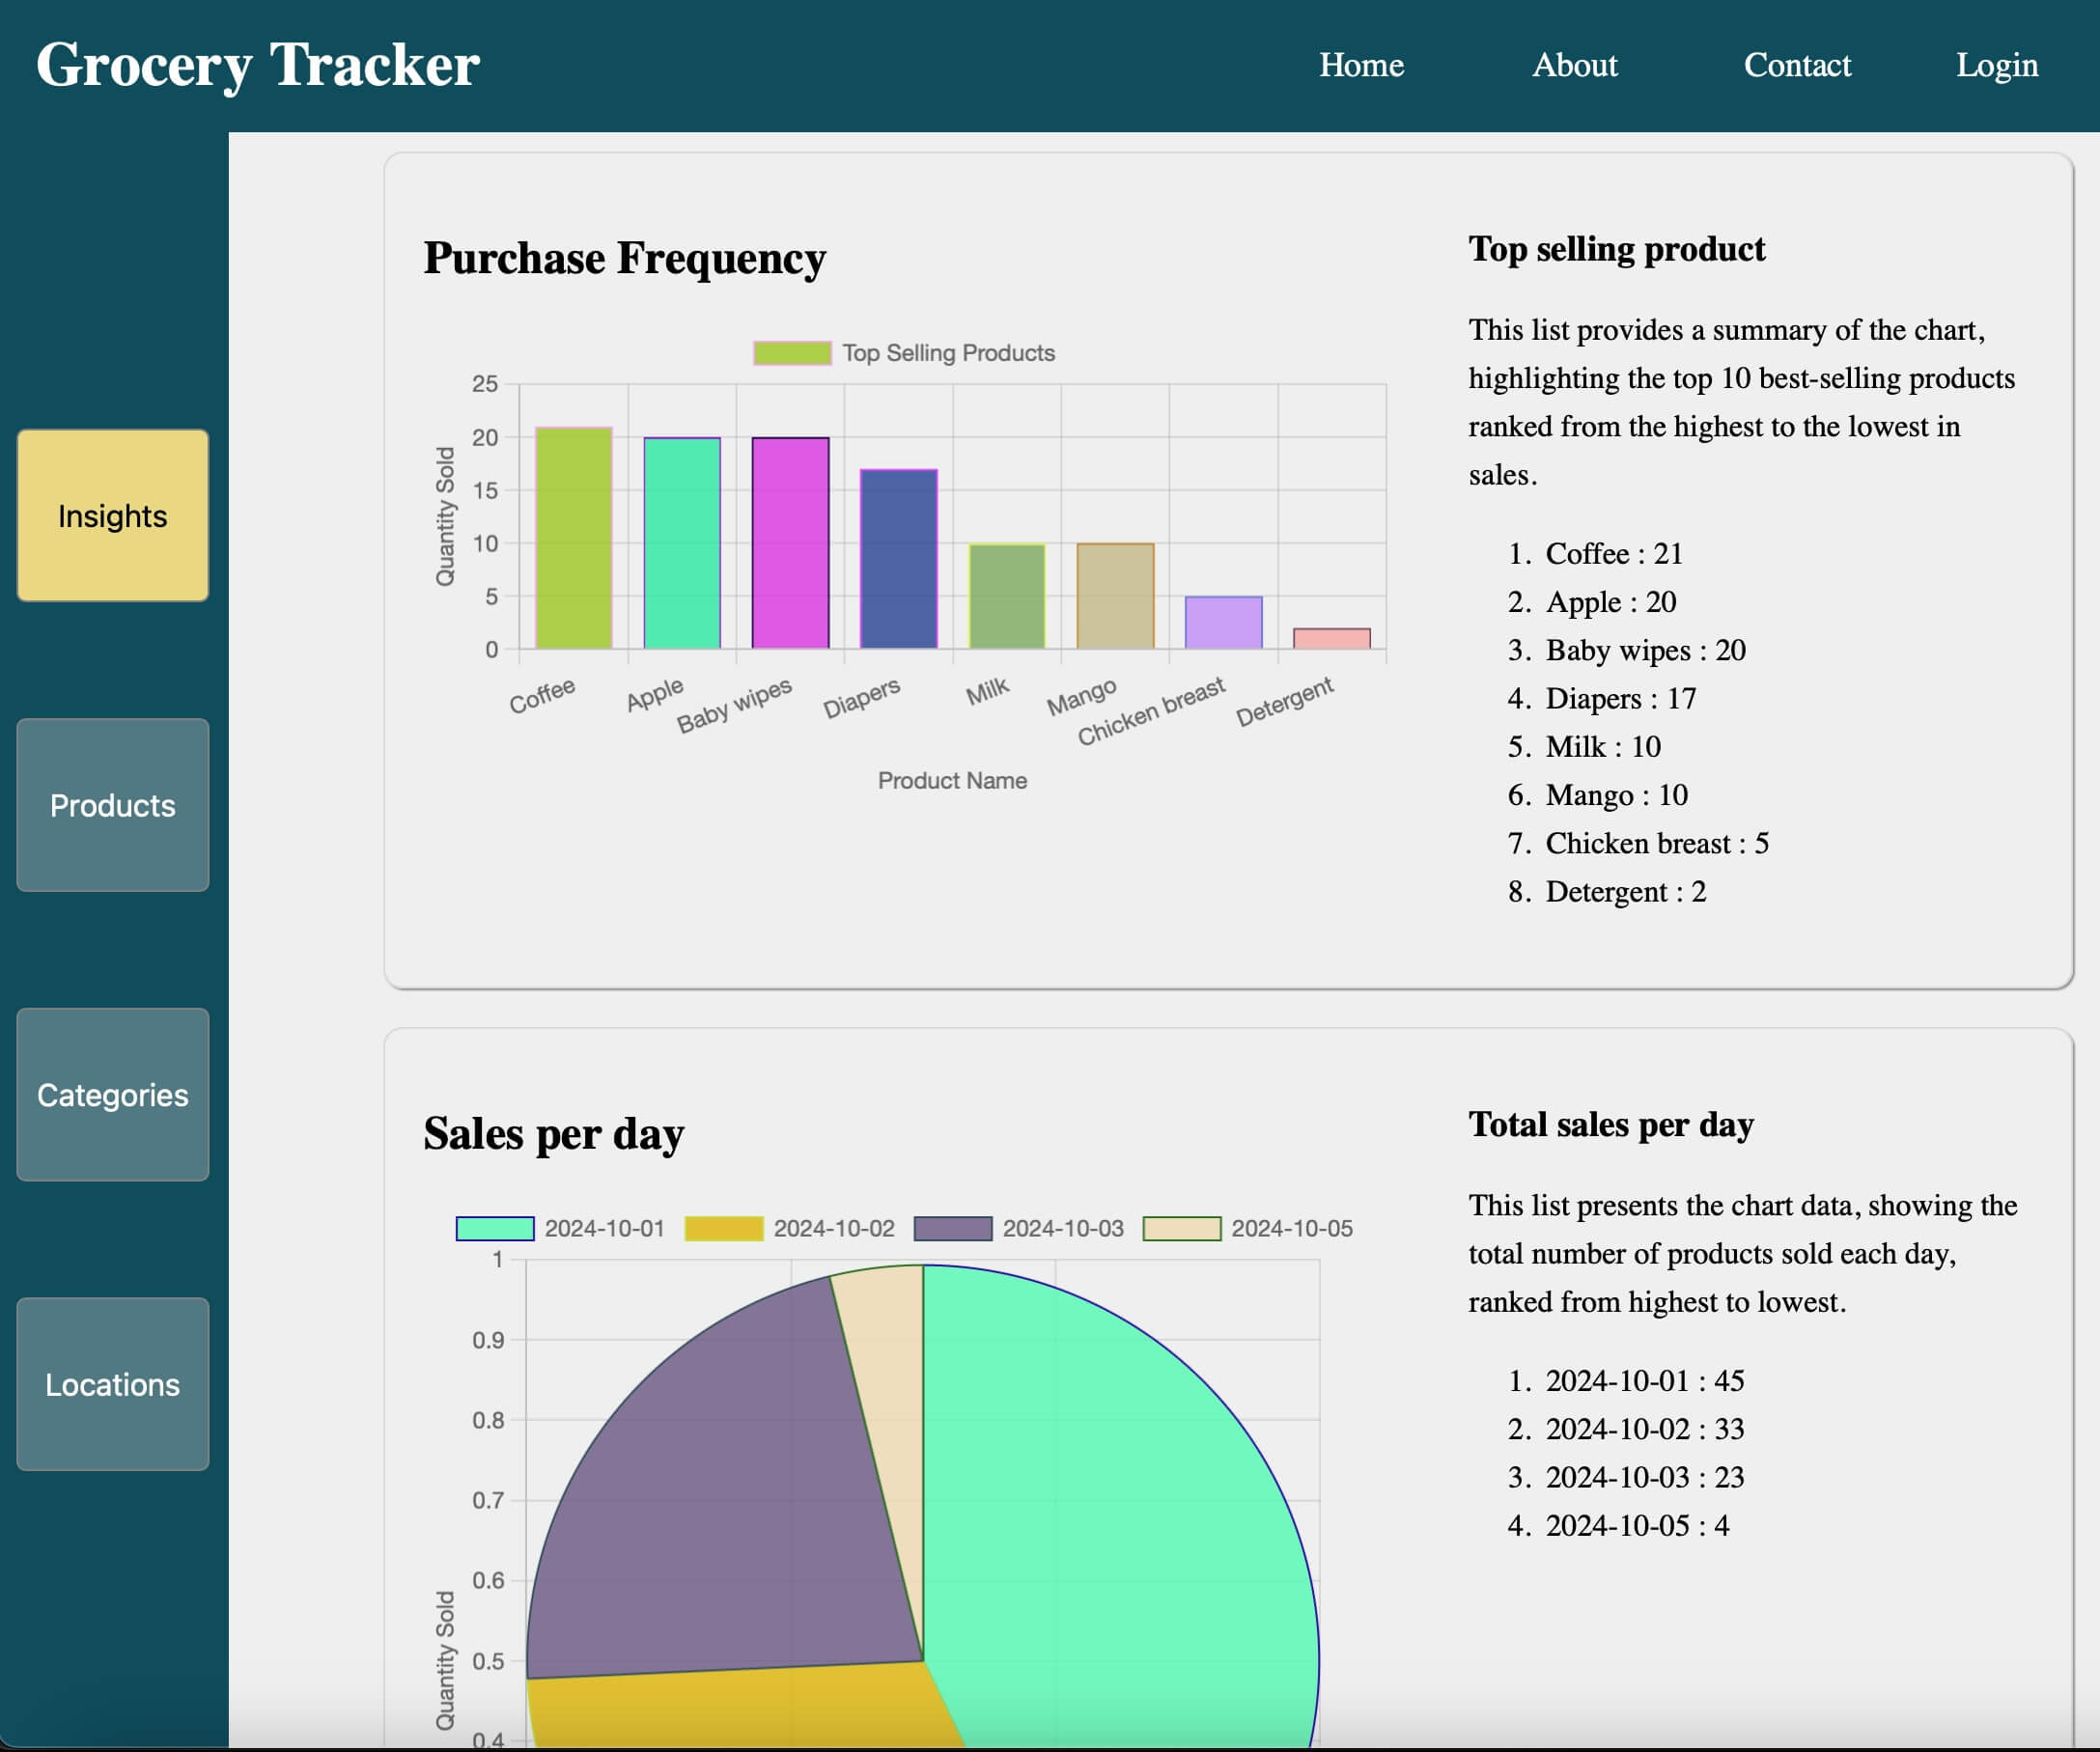 Grocery Tracker
Home About Contact Login
Insights
Products
Categories
Locations
Purchase Frequency
Top Selling Products
25
20
15
10
5
0
Quantity Sold
Coffee Apple Baby wipes Diapers Milk Mango Chicken breast Detergent
Product Name
Top selling product
This list provides a summary of the chart,
highlighting the top 10 best-selling products
ranked from the highest to the lowest in
sales.
1. Coffee : 21
2. Apple : 20
3. Baby wipes : 20
4. Diapers : 17
5. Milk : 10
6. Mango : 10
7. Chicken breast : 5
8. Detergent : 2
Sales per day
2024-10-01 2024-10-02 2024-10-03 2024-10-05
1
0.9
0.8
0.7
0.6
0.5
0.4
Quantity Sold
Total sales per day
This list presents the chart data, showing the
total number of products sold each day,
ranked from highest to lowest.
1. 2024-10-01 : 45
2. 2024-10-02 : 33
3. 2024-10-03 : 23
4. 2024-10-05 : 4